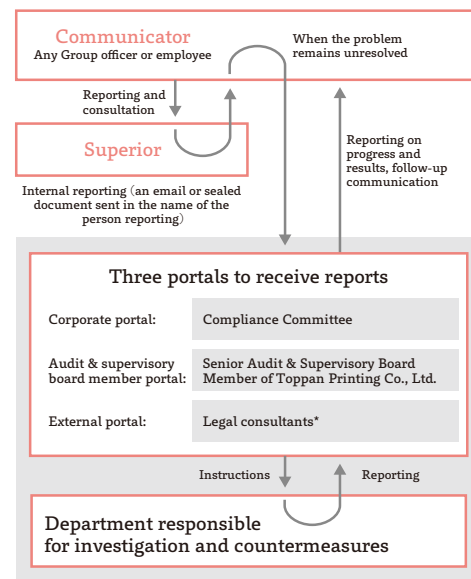 Communicator
Any Group officer or employee
When the problem
remains unresolved
Reporting and
consultation
Superior
Reporting on
progress and
results, follow-up
communication
Internal reporting (an email or sealed
document sent in the name of the
person reporting)
Three portals to receive reports
Corporate portal:
Compliance Committee
Audit & supervisory
board member portal:
Senior Audit & Supervisory Board
Member of Toppan Printing Co., Ltd.
External portal:
Legal consultants*
Instructions
Reporting
Department responsible
for investigation and countermeasures